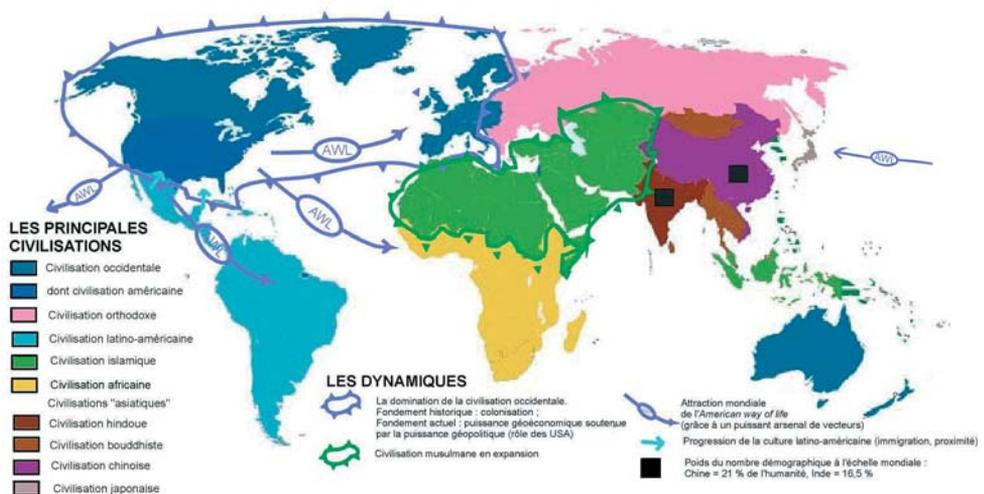 AWL
AWL
AWL
AWL
AWL
LES PRINCIPALES
CIVILISATIONS
Civilisation occidentale
dont civilisation américaine
Civilisation orthodoxe
Civilisation latino-américaine
Civilisation islamique
Civilisation africaine
Civilisations "asiatiques"
Civilisation hindoue
Civilisation bouddhiste
Civilisation chinoise
Civilisation japonaise
LES DYNAMIQUES
La domination de la civilisation occidentale.
Fondement historique : colonisation ;
Fondement actuel : puissance géoéconomique soutenue
par la puissance géopolitique (rôle des USA)
Civilisation musulmane en expansion
Attraction mondiale
de l'American way of life
(grâce à un puissant arsenal de vecteurs)
Progression de la culture latino-américaine (immigration, proximité)
Poids du nombre démographique à l'échelle mondiale :
Chine = 21 % de l'humanité, Inde = 16,5 %